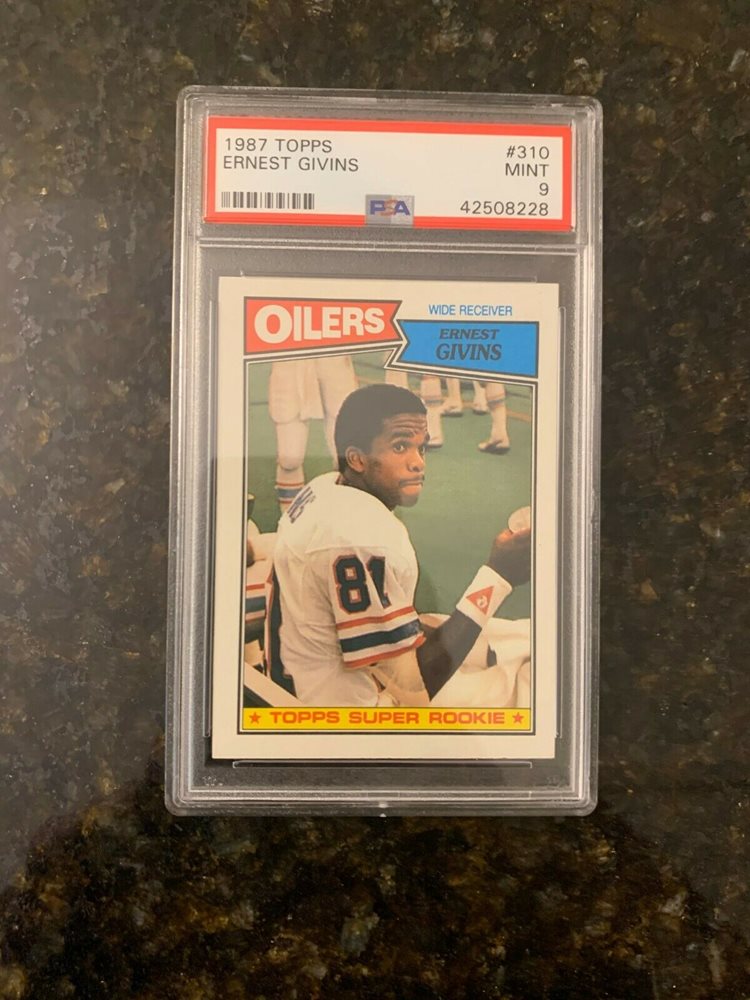 1987 TOPPS #310
ERNEST GIVINS MINT
9
PSA 42508228
OILERS
WIDE RECEIVER
ERNEST
GIVINS
81
★ TOPPS SUPER ROOKIE ★